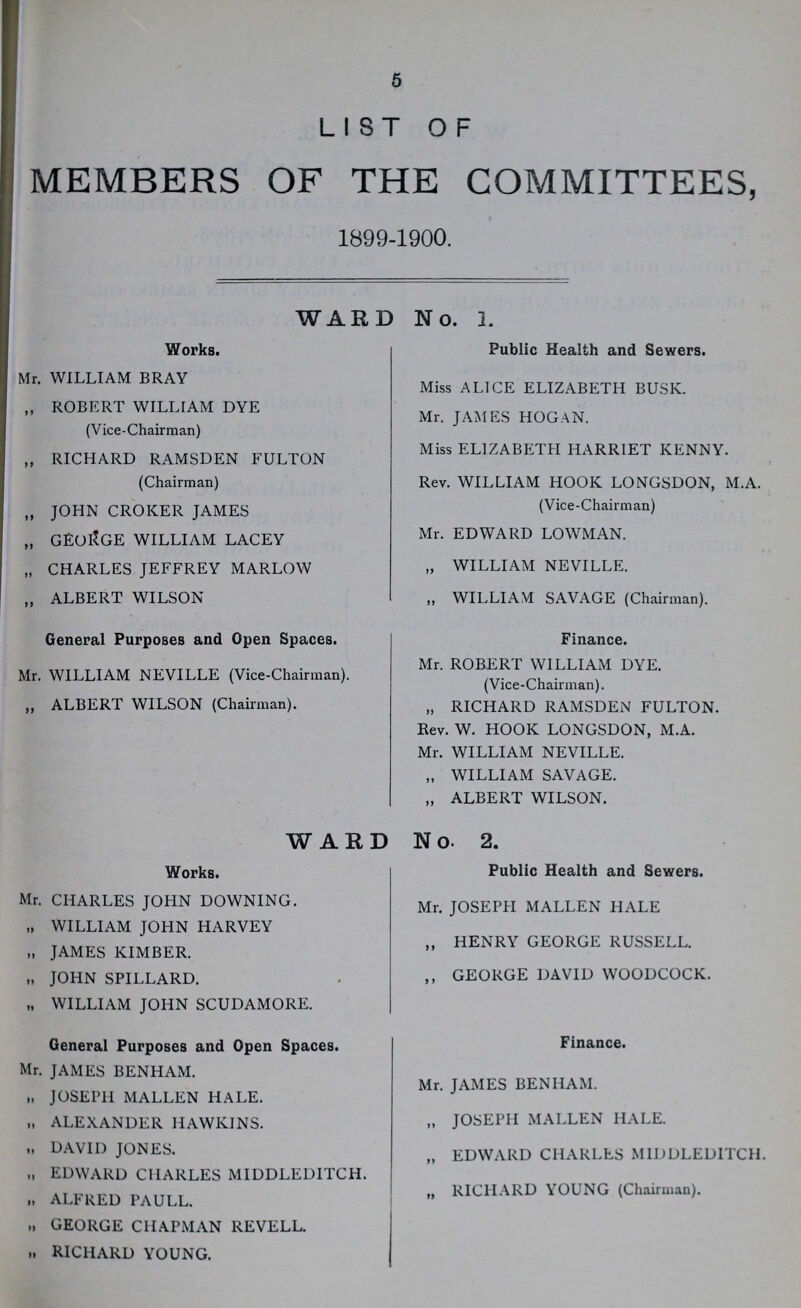 5
LIST OF
MEMBERS OF THE COMMITTEES,
1899-1900.
WARD No. 1.
Works.
Mr. WILLIAM BRAY
,, ROBERT WILLIAM DYE
(Vice-Chairman)
,, RICHARD RAMSDEN FULTON
(Chairman)
,, JOHN CROKER JAMES
,, GEORGE WILLIAM LACEY
,, CHARLES JEFFREY MARLOW
,, ALBERT WILSON
Public Health and Sewers.
Miss ALICE ELIZABETH BUSK.
Mr. JAMES HOGAN.
Miss ELIZABETH HARRIET KENNY.
Rev. WILLIAM HOOK LONGSDON, M.A.
(Vice-Chairman)
Mr. EDWARD LOWMAN.
,, WILLIAM NEVILLE.
,, WILLIAM SAVAGE (Chairman).
General Purposes and Open Spaces.
Mr. WILLIAM NEVILLE (Vice-Chairman).
,, ALBERT WILSON (Chairman).
Finance.
Mr. ROBERT WILLIAM DYE.
(Vice-Chairman).
,, RICHARD RAMSDEN FULTON.
Rev. W. HOOK LONGSDON, M.A.
Mr. WILLIAM NEVILLE.
,, WILLIAM SAVAGE.
,, ALBERT WILSON.
WARD No. 2.
Works.
Mr. CHARLES JOHN DOWNING.
,, WILLIAM JOHN HARVEY
,, JAMES KIMBER.
,, JOHN SPILLARD.
,, WILLIAM JOHN SCUDAMORE.
Public Health and Sewers.
Mr. JOSEPH MALLEN HALE
,, HENRY GEORGE RUSSELL.
,, GEORGE DAVID WOODCOCK.
General Purposes and Open Spaces.
Mr. JAMES BENHAM.
,, JOSEPH MALLEN HALE.
,, ALEXANDER HAWKINS.
,, DAVID JONES.
,, EDWARD CHARLES MIDDLEDITCH.
,, ALFRED PAULL.
,, GEORGE CHAPMAN REVELL.
,, RICHARD YOUNG.
Finance.
Mr. JAMES BENHAM.
,, JOSEPH MALLEN HALE.
,, EDWARD CHARLES MIDDLEDITCH.
,, RICHARD YOUNG (Chairman).